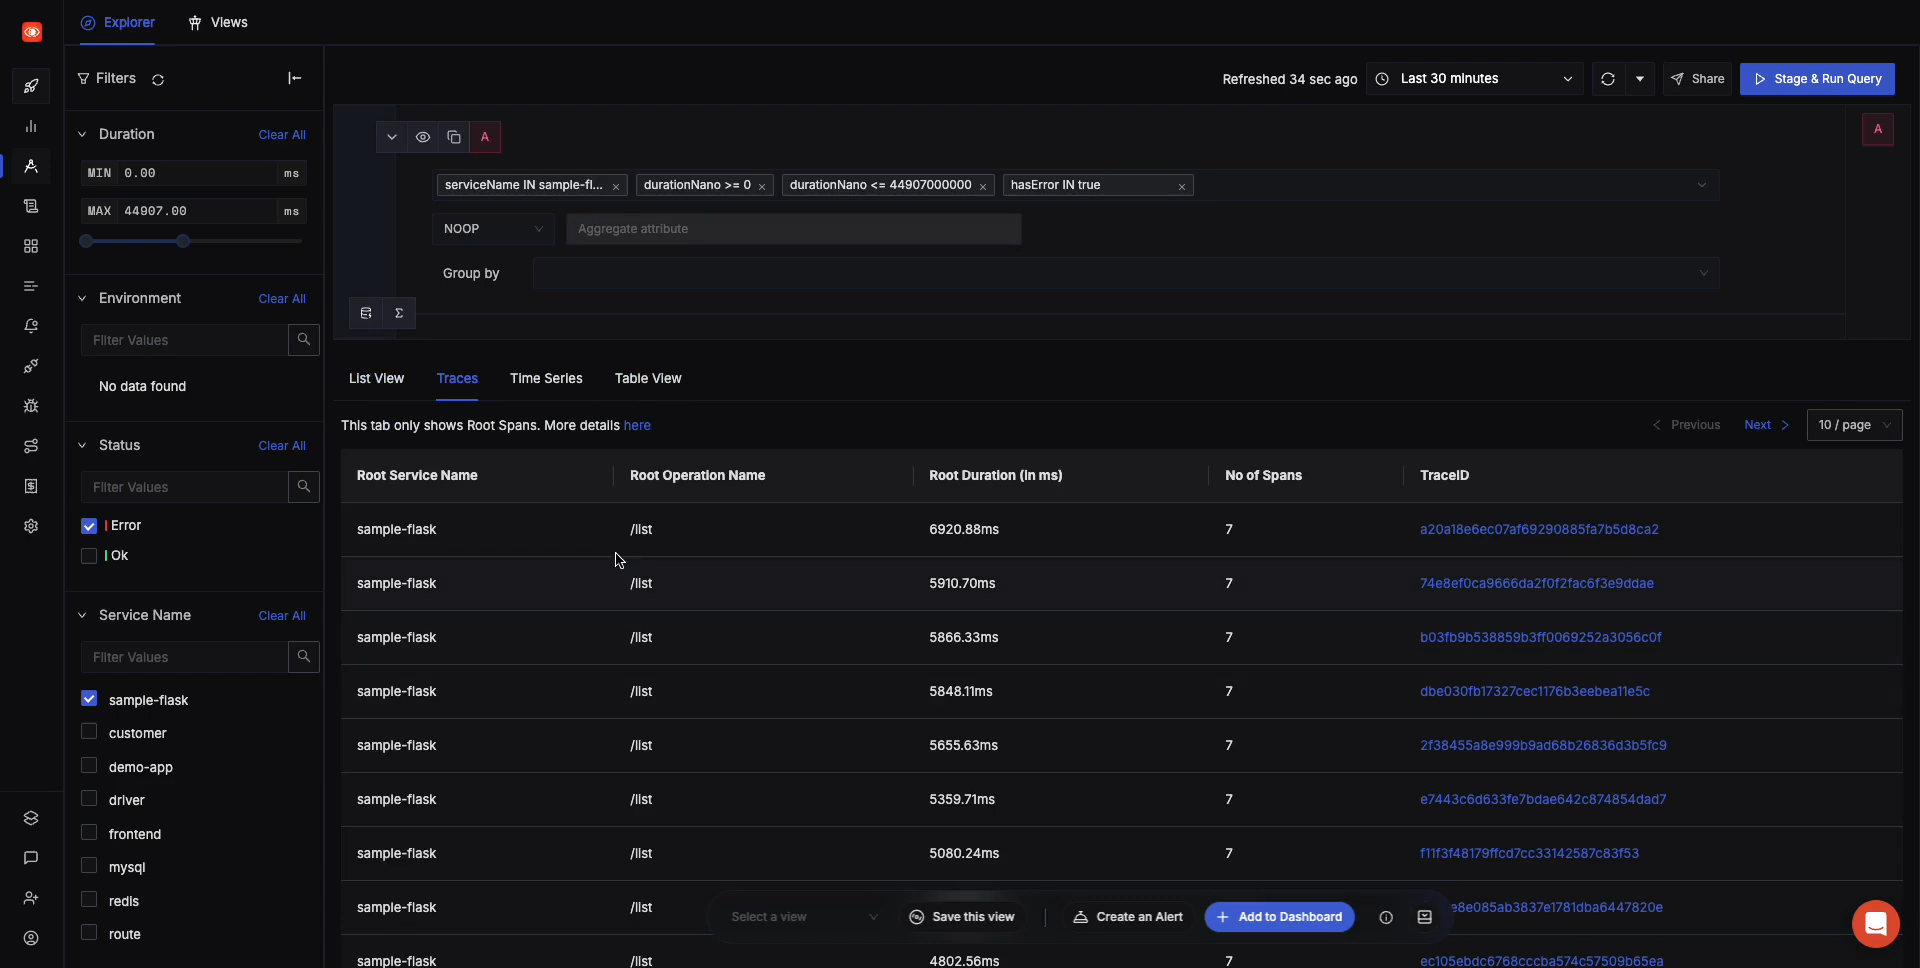 Explorer
Views
Filters
Refreshed 34 sec ago
Last 30 minutes
Share
Stage & Run Query
Duration
Clear All
MIN 0.00 ms
MAX 44907.00 ms
A
A
serviceName IN sample-fl...
durationNano >= 0
durationNano <= 44907000000
hasError IN true
NOOP
Aggregate attribute
Group by
Σ
Environment
Clear All
Filter Values
No data found
Status
Clear All
Filter Values
Error
Ok
Service Name
Clear All
Filter Values
sample-flask
customer
demo-app
driver
frontend
mysql
redis
route
List View
Traces
Time Series
Table View
This tab only shows Root Spans. More details here
Previous
Next
10 / page
Root Service Name Root Operation Name Root Duration (in ms) No of Spans TraceID
sample-flask /list 6920.88ms 7 a20a18e6ec07af69290885fa7b5d8ca2
sample-flask /list 5910.70ms 7 74e8ef0ca9666da2f0f2fac6f3e9ddae
sample-flask /list 5866.33ms 7 b03fb9b538859b3ff0069252a3056c0f
sample-flask /list 5848.11ms 7 dbe030fb17327cec1176b3eebea11e5c
sample-flask /list 5655.63ms 7 2f38455a8e999b9ad68b26836d3b5fc9
sample-flask /list 5359.71ms 7 e7443c6d633fe7bdae642c874854dad7
sample-flask /list 5080.24ms 7 f11f3f48179ffcd7cc33142587c83f53
sample-flask /list e8e085ab3837e1781dba6447820e
Select a view
Save this view
Create an Alert
Add to Dashboard
sample-flask /list 4802.56ms 7 ec105ebdc6768cccba574c57509b65ea